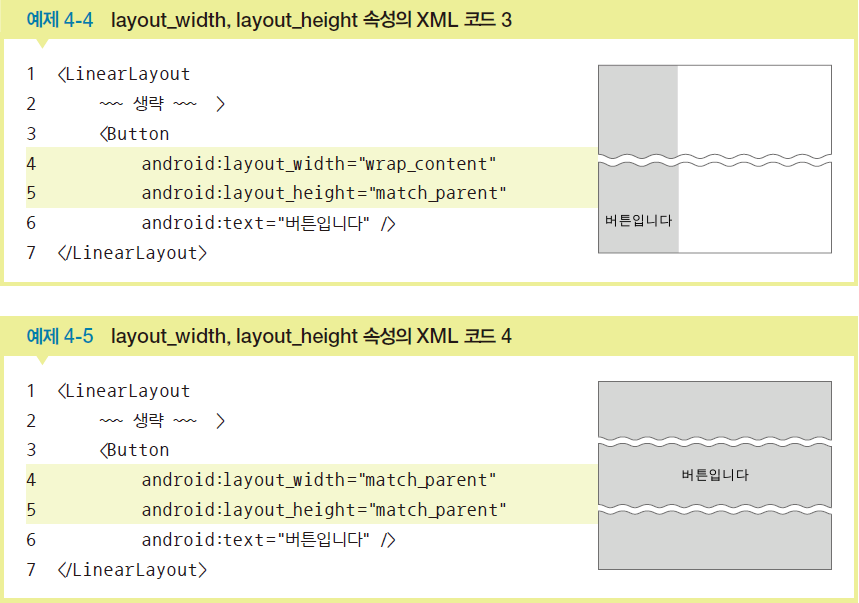 예제 4-4 layout_width, layout_height 속성의 XML 코드 3
1 <LinearLayout
2 ~~~ 생략 ~~~ >
3 <Button
4 android:layout_width="wrap_content"
5 android:layout_height="match_parent"
6 android:text="버튼입니다" />
7 </LinearLayout>
버튼입니다
예제 4-5 layout_width, layout_height 속성의 XML 코드 4
1 <LinearLayout
2 ~~~ 생략 ~~~ >
3 <Button
4 android:layout_width="match_parent"
5 android:layout_height="match_parent"
6 android:text="버튼입니다" />
7 </LinearLayout>
버튼입니다